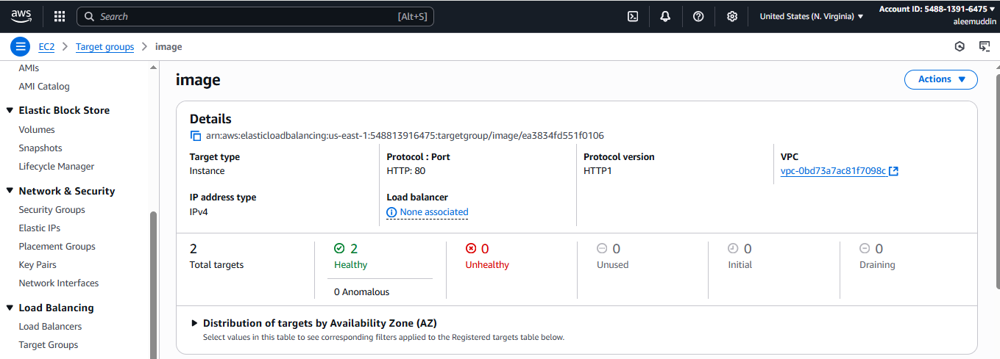 aws
Search [Alt+S]
United States (N. Virginia)
Account ID: 5488-1391-6475
aleemuddin
EC2 Target groups image
AMIs
AMI Catalog
Elastic Block Store
Volumes
Snapshots
Lifecycle Manager
Network & Security
Security Groups
Elastic IPs
Placement Groups
Key Pairs
Network Interfaces
Load Balancing
Load Balancers
Target Groups
image
Actions
Details
arn:aws:elasticloadbalancing:us-east-1:548813916475:targetgroup/image/ea3834fd551f0106
Target type
Instance
Protocol : Port
HTTP: 80
Protocol version
HTTP1
VPC
vpc-0bd73a7ac81f7098c
IP address type
IPv4
Load balancer
None associated
2
Total targets
2
Healthy
0 Anomalous
0
Unhealthy
0
Unused
0
Initial
0
Draining
Distribution of targets by Availability Zone (AZ)
Select values in this table to see corresponding filters applied to the Registered targets table below.